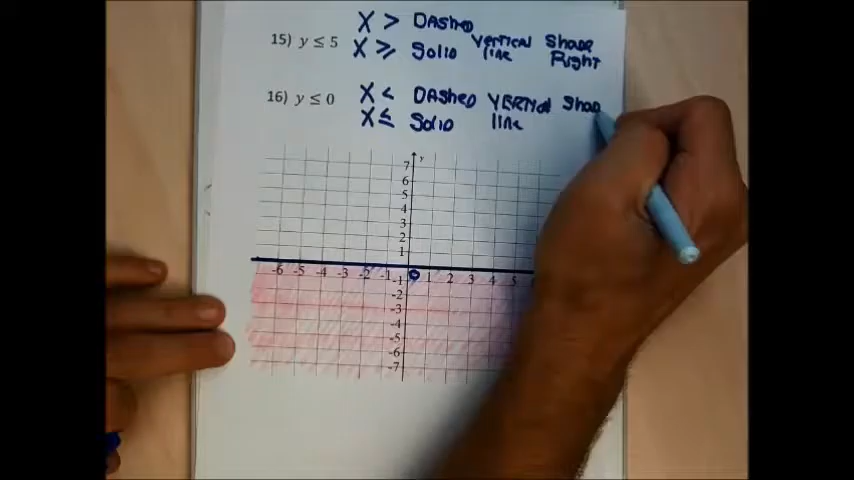 15) y ≤ 5
X > DAShed
X ≥ Solid VerticAl line ShAde Right
16) y ≤ 0
X < DAShed VERTicAl ShAD
X ≤ Solid line
y
7
6
5
4
3
2
1
-6 -5 -4 -3 -2 -1 0 1 2 3 4 5
-1
-2
-3
-4
-5
-6
-7